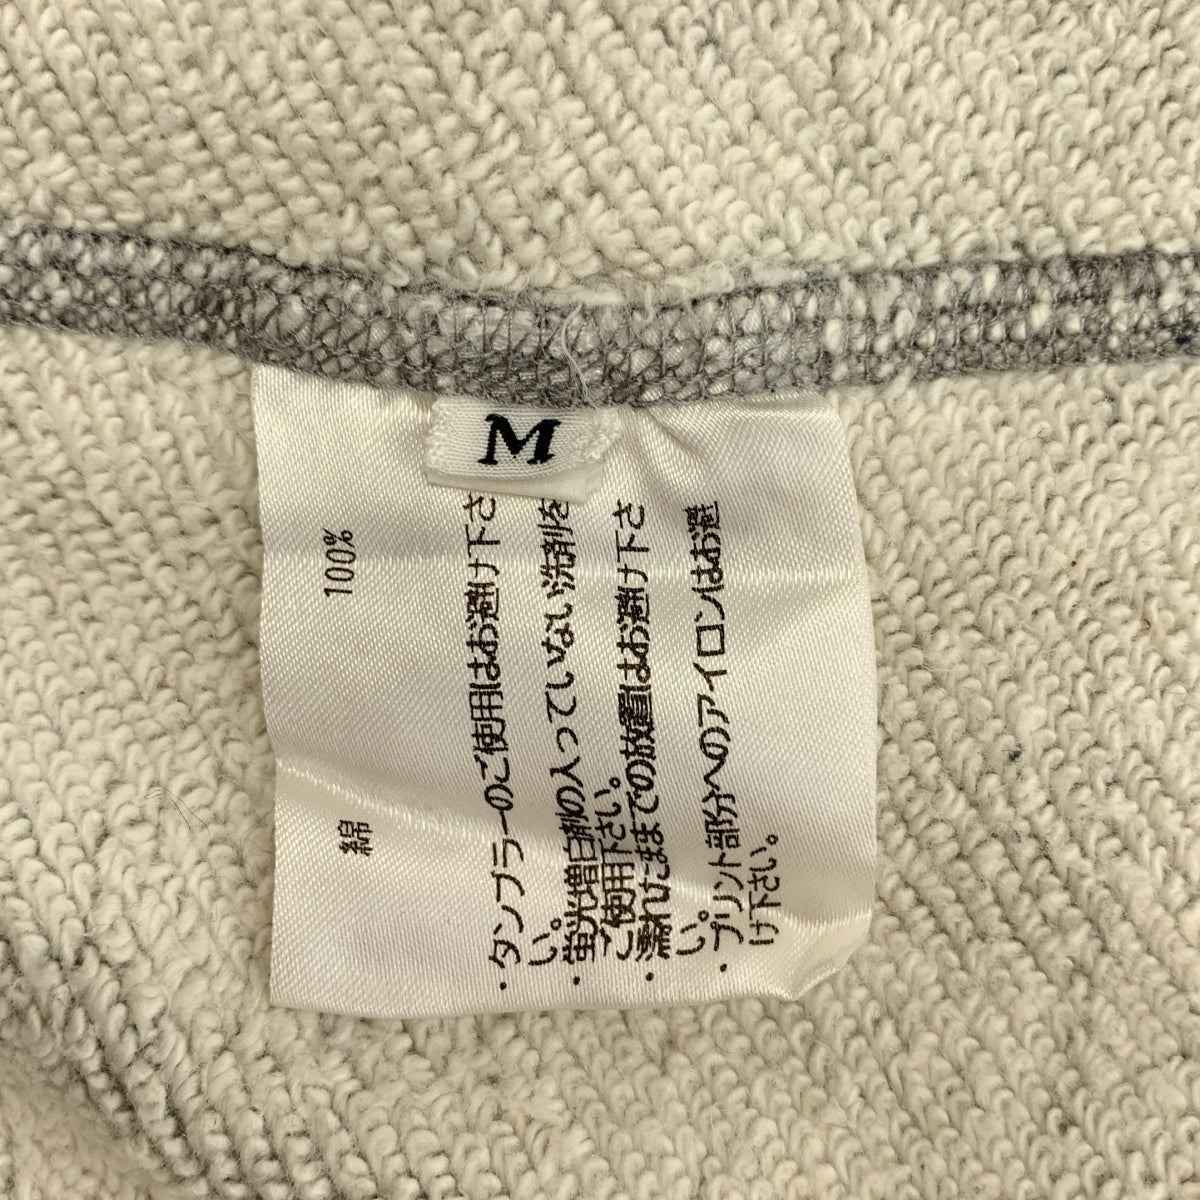 M
綿 100%
・タンブラーのご使用はお避け下さ
い。
・蛍光増白剤の入っていない洗剤を
ご使用下さい。
・濡れたままでの放置はお避け下さ
い。
・プリント部分へのアイロンはお避
け下さい。